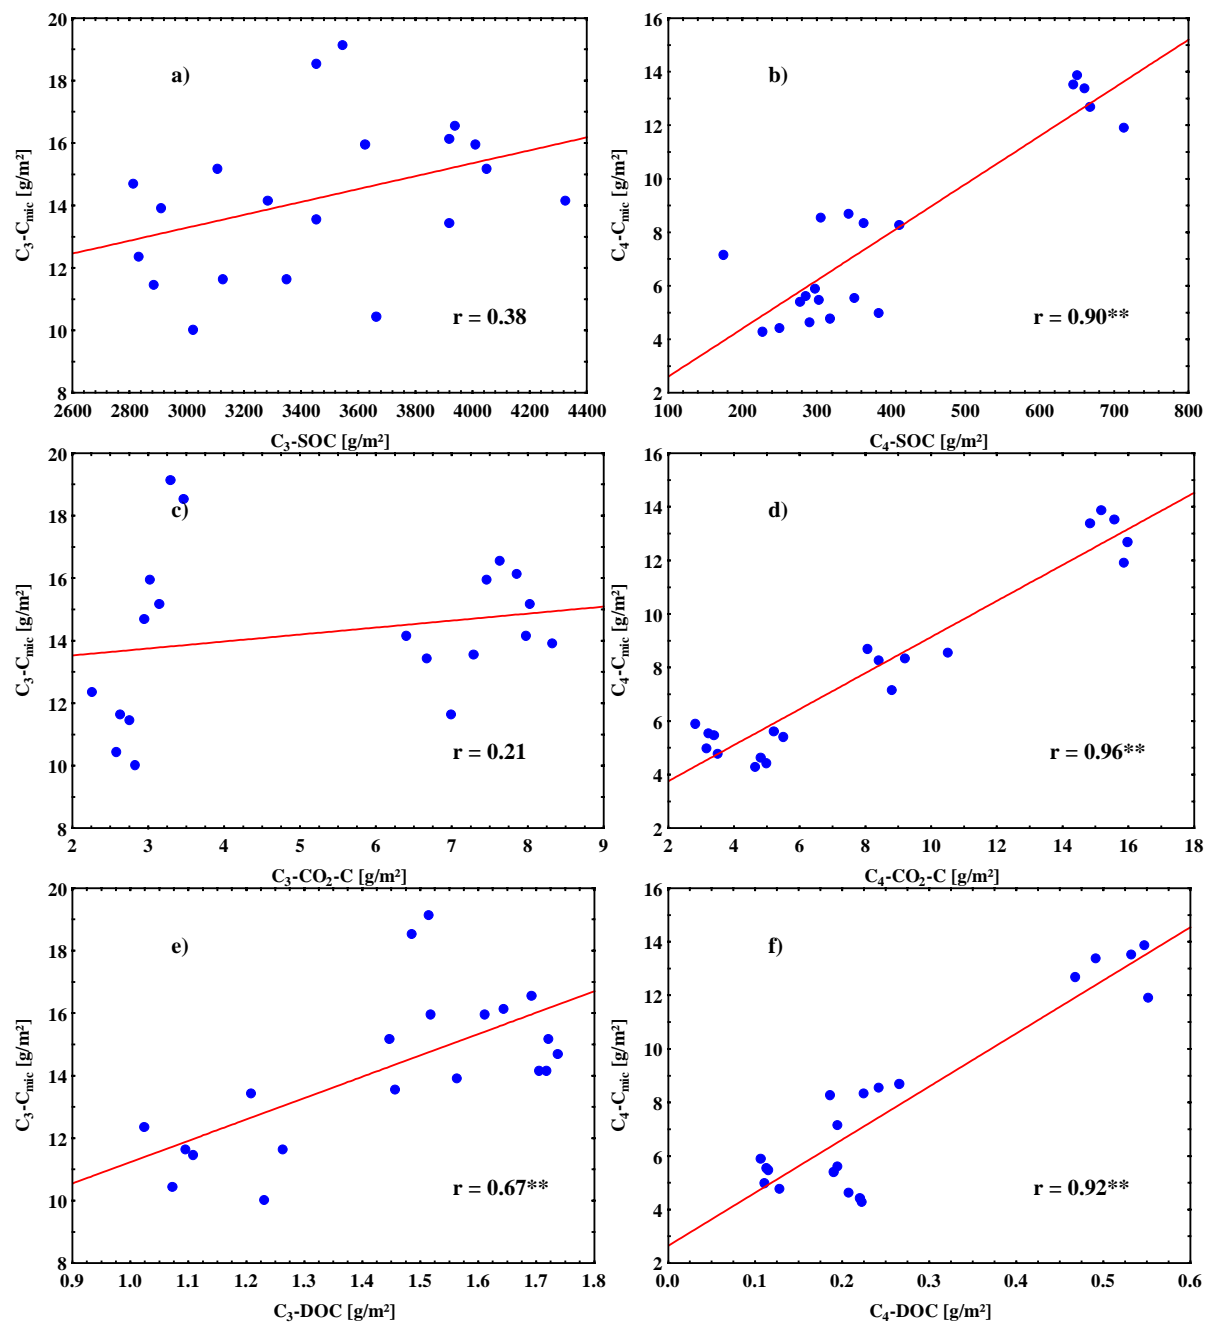 20
18
16
14
12
10
8
C₃-Cmic [g/m²]
a)
r = 0.38
2600 2800 3000 3200 3400 3600 3800 4000 4200 4400
C₃-SOC [g/m²]
16
14
12
10
8
6
4
2
C₄-Cmic [g/m²]
b)
r = 0.90**
100 200 300 400 500 600 700 800
C₄-SOC [g/m²]
20
18
16
14
12
10
8
C₃-Cmic [g/m²]
c)
r = 0.21
2 3 4 5 6 7 8 9
C₃-CO₂-C [g/m²]
16
14
12
10
8
6
4
2
C₄-Cmic [g/m²]
d)
r = 0.96**
2 4 6 8 10 12 14 16 18
C₄-CO₂-C [g/m²]
20
18
16
14
12
10
8
C₃-Cmic [g/m²]
e)
r = 0.67**
0.9 1.0 1.1 1.2 1.3 1.4 1.5 1.6 1.7 1.8
C₃-DOC [g/m²]
16
14
12
10
8
6
4
2
C₄-Cmic [g/m²]
f)
r = 0.92**
0.0 0.1 0.2 0.3 0.4 0.5 0.6
C₄-DOC [g/m²]